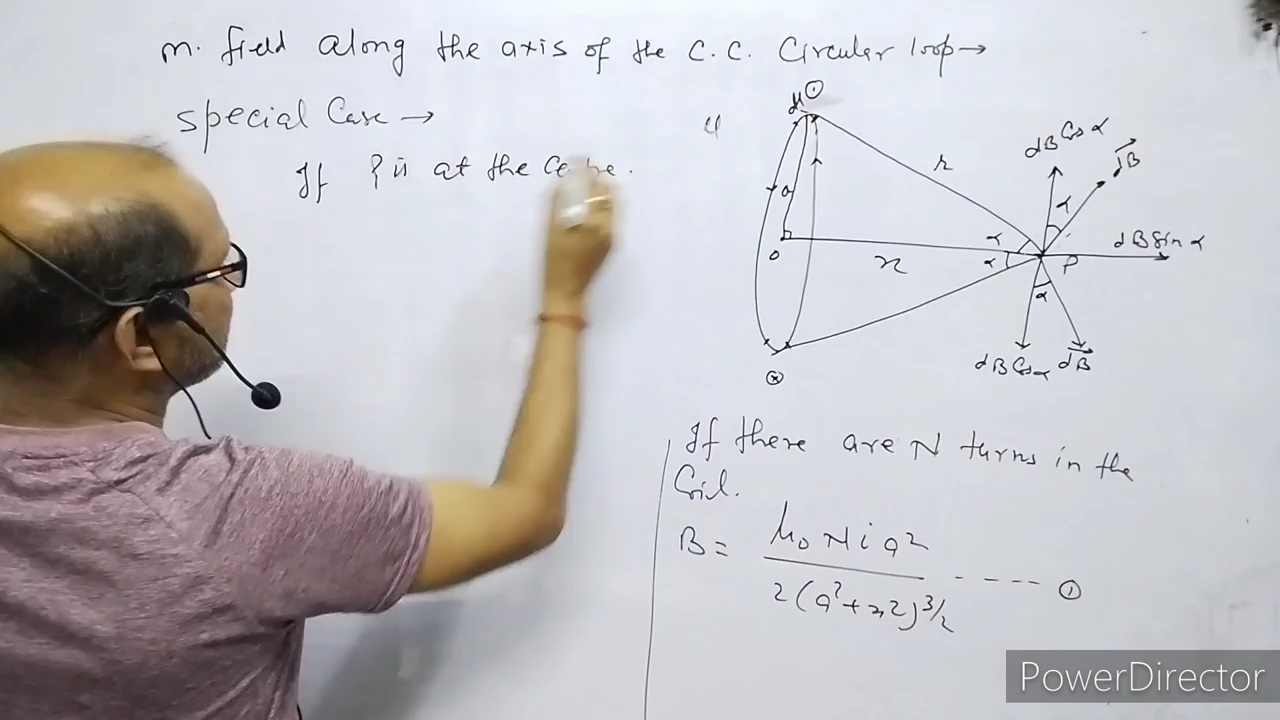 m. field along the axis of the C.C. Circular loop→
special Case →
If P is at the Centre.
dl
a
o
r
x
α
α
P
dB Cos α
dB
α
dB Sin α
α
dB Cos α
dB
If there are N turns in the
Coil.
B = μ0 N i a² / 2(a²+x²)^3/2 ----- ①
PowerDirector